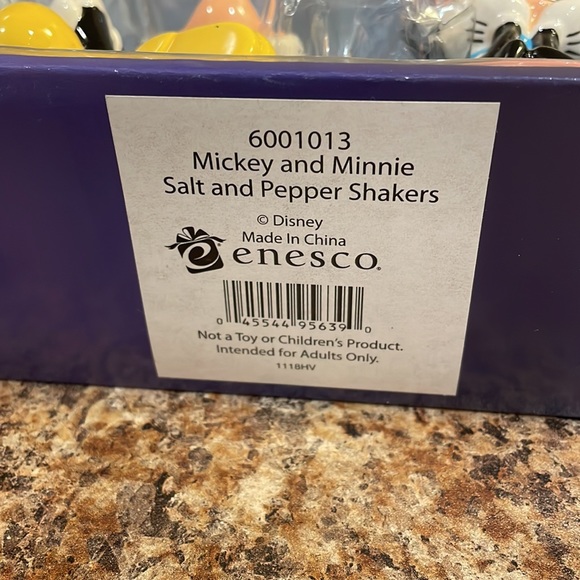 6001013
Mickey and Minnie
Salt and Pepper Shakers
© Disney
Made In China
enesco®
0 45544 95639 0
Not a Toy or Children's Product.
Intended for Adults Only.
1118HV